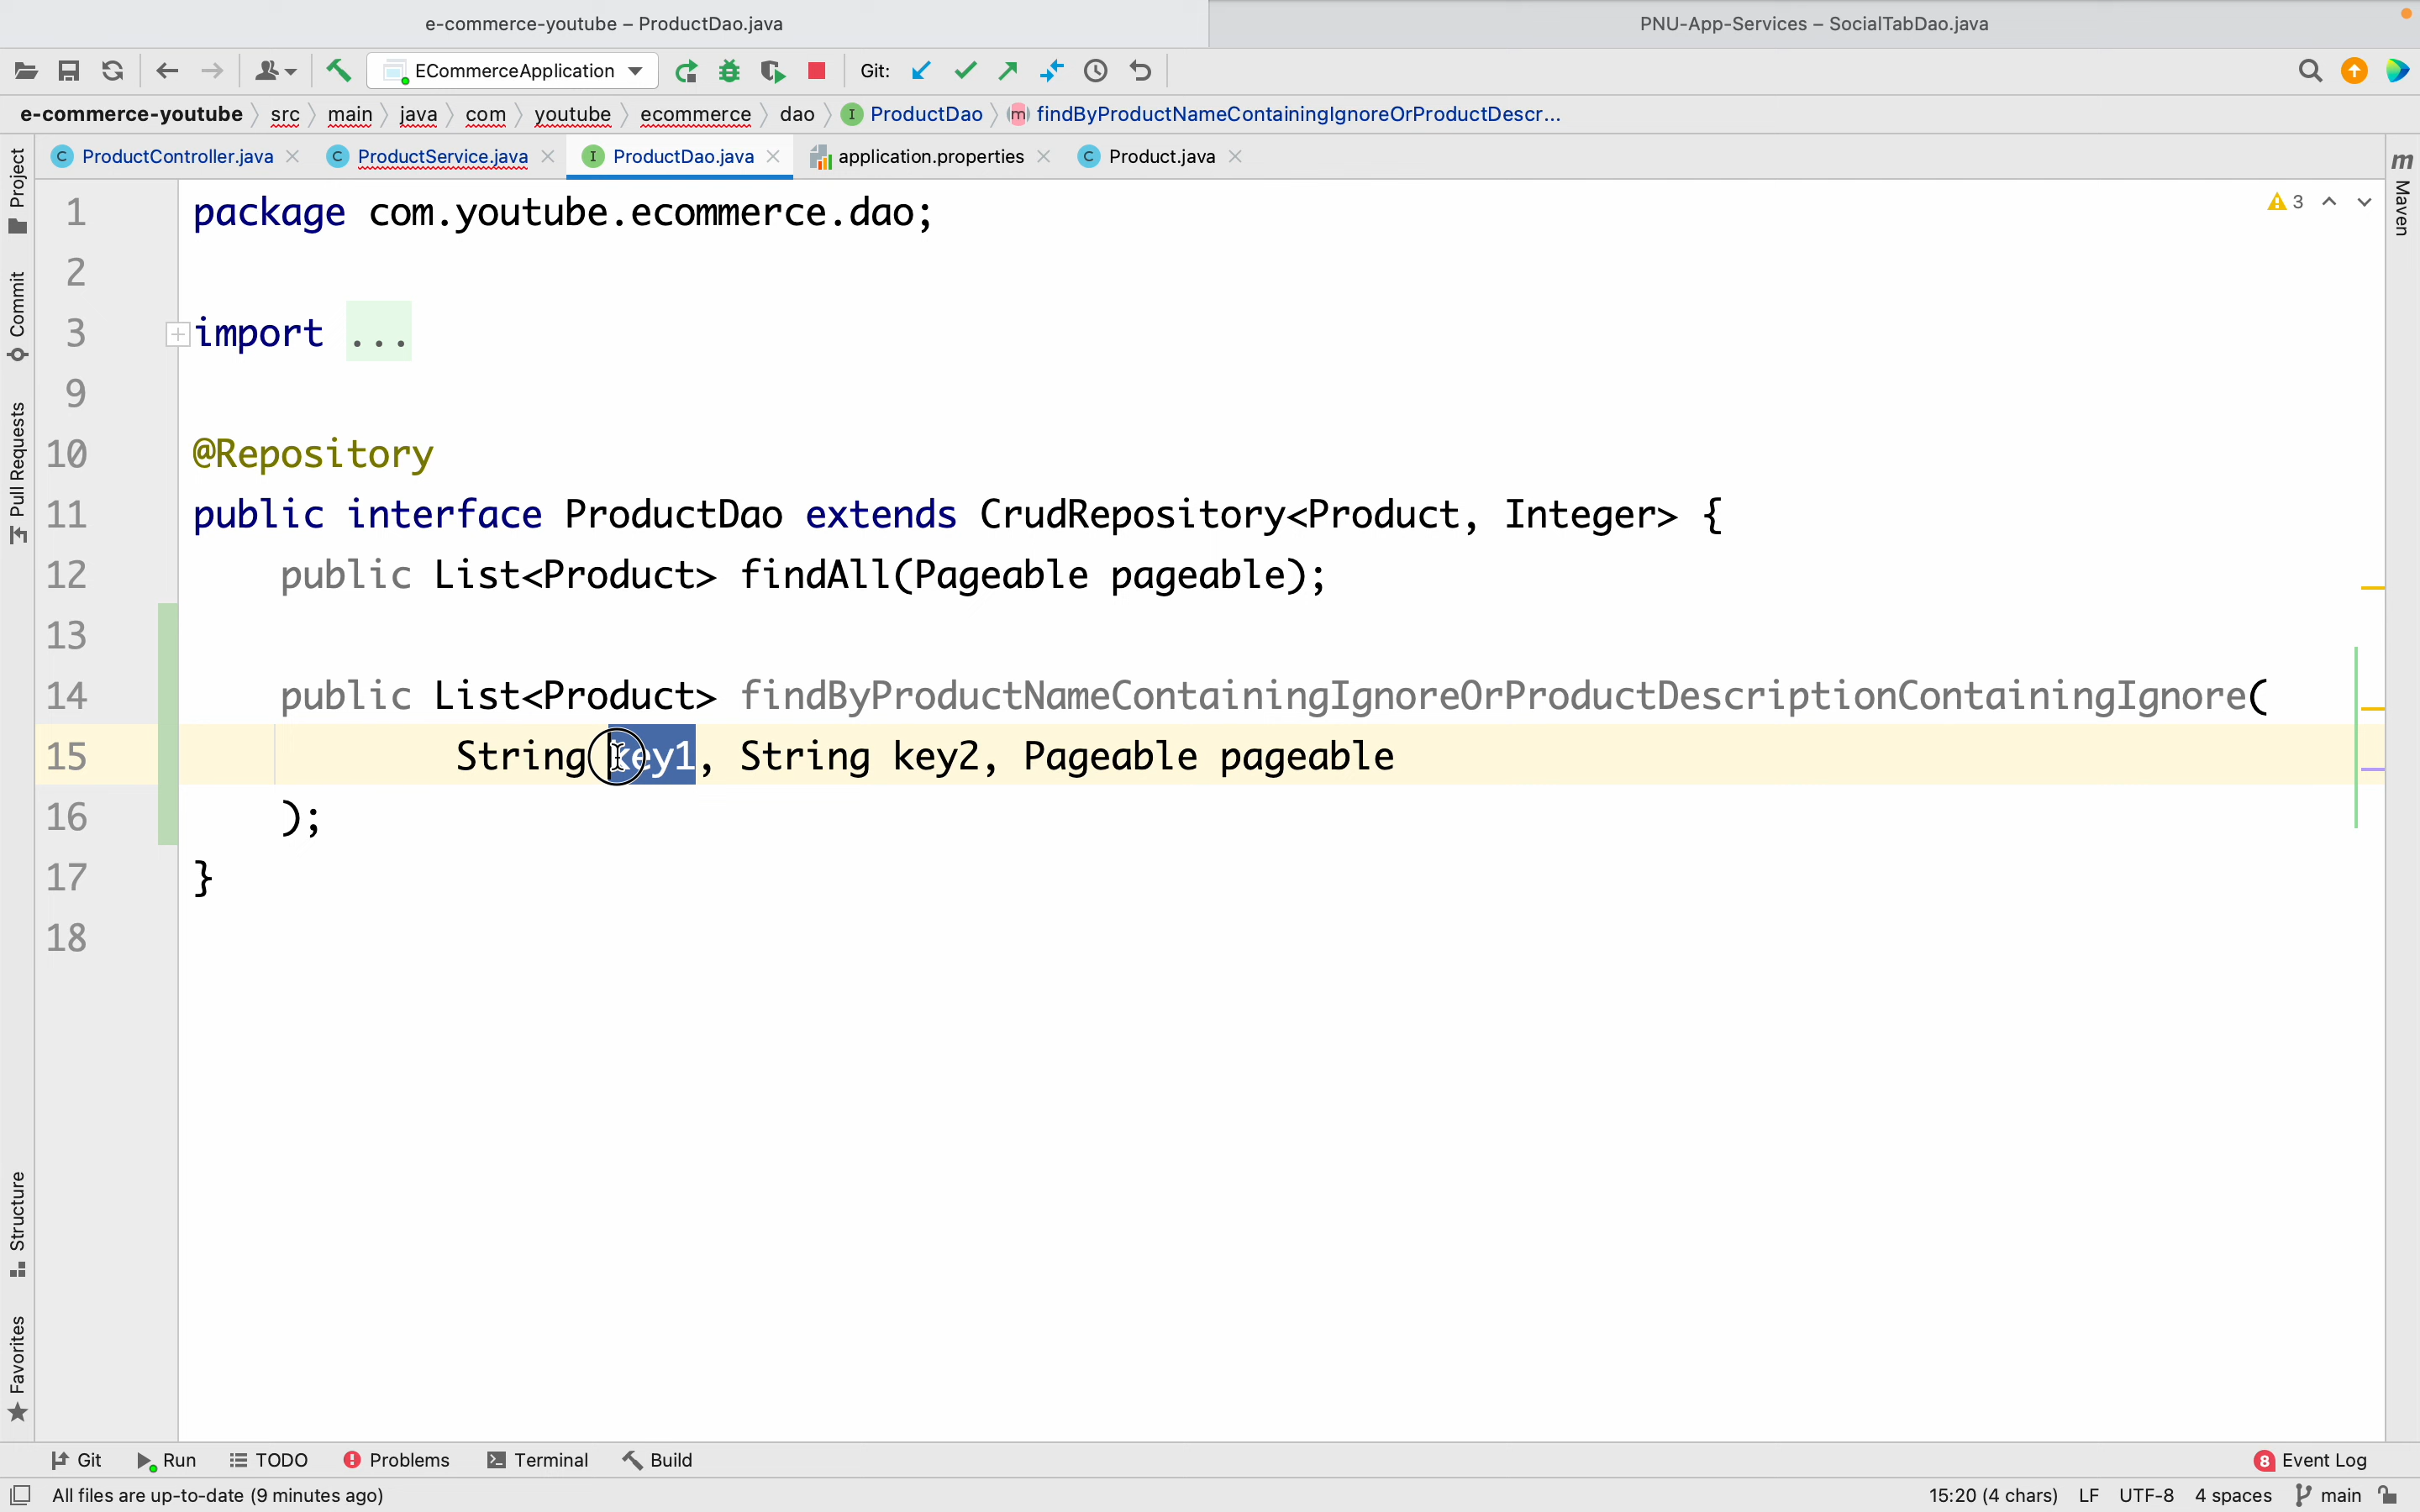 e-commerce-youtube – ProductDao.java
PNU-App-Services – SocialTabDao.java
ECommerceApplication
Git:
e-commerce-youtube
src
main
java
com
youtube
ecommerce
dao
I
ProductDao
m
findByProductNameContainingIgnoreOrProductDescr...
C ProductController.java
C ProductService.java
I ProductDao.java
application.properties
C Product.java
Project
Commit
Pull Requests
Structure
Favorites
m
Maven
3
1 package com.youtube.ecommerce.dao;
2
3 import ...
9
10 @Repository
11 public interface ProductDao extends CrudRepository<Product, Integer> {
12 public List<Product> findAll(Pageable pageable);
13
14 public List<Product> findByProductNameContainingIgnoreOrProductDescriptionContainingIgnore(
15 String key1, String key2, Pageable pageable
16 );
17 }
18
Git
Run
TODO
Problems
Terminal
Build
8 Event Log
All files are up-to-date (9 minutes ago)
15:20 (4 chars)
LF
UTF-8
4 spaces
main